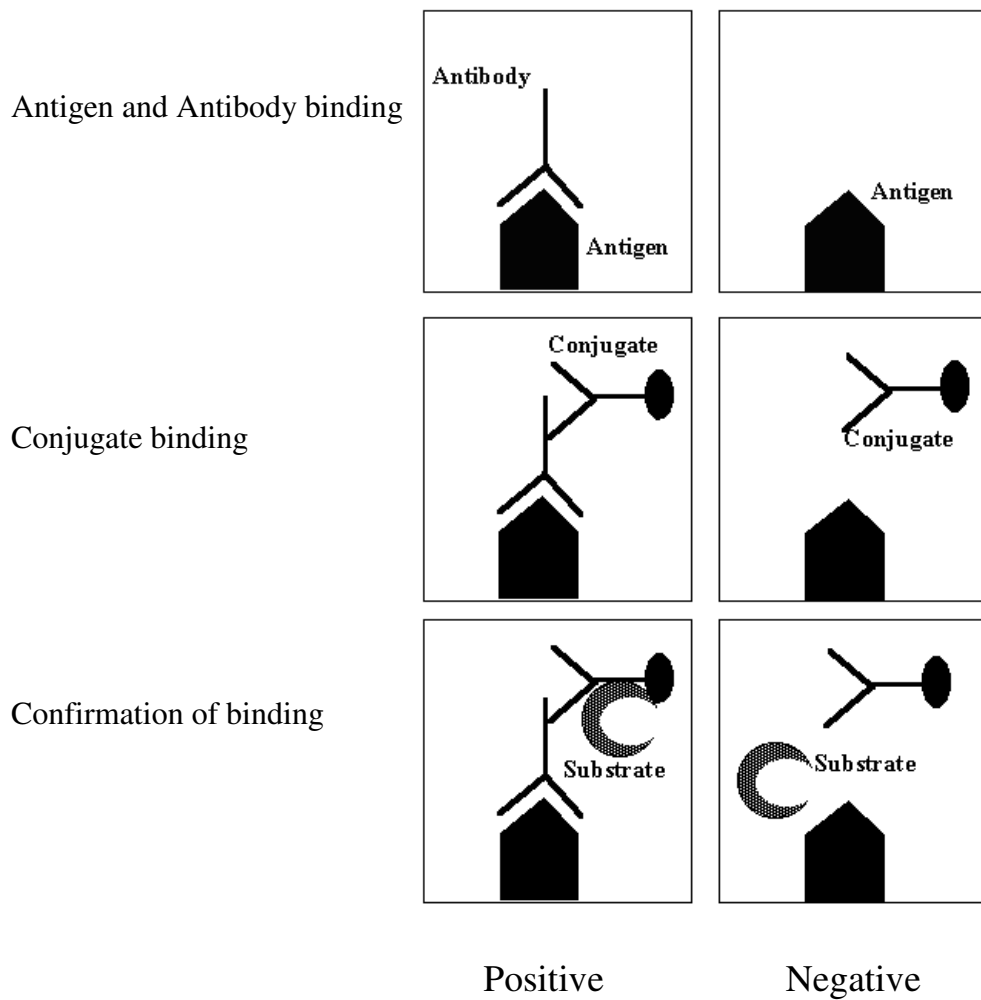 Antigen and Antibody binding
Antibody
Antigen
Antigen
Conjugate binding
Conjugate
Conjugate
Confirmation of binding
Substrate
Substrate
Positive
Negative